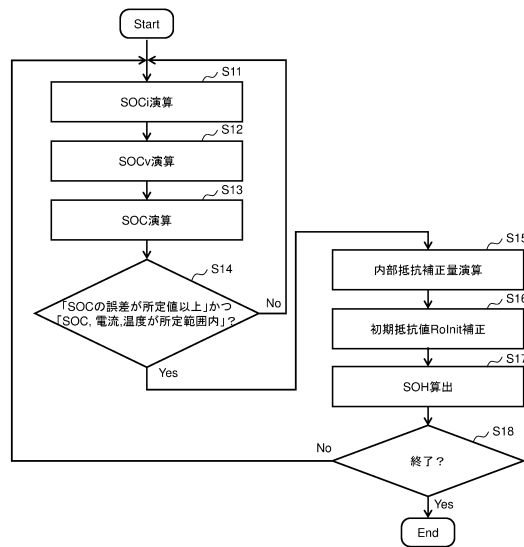 Start
S11
SOCi演算
S12
SOCv演算
S13
SOC演算
S14
「SOCの誤差が所定値以上」かつ
「SOC, 電流,温度が所定範囲内」?
No
Yes
S15
内部抵抗補正量演算
S16
初期抵抗値RoInit補正
S17
SOH算出
S18
終了?
No
Yes
End